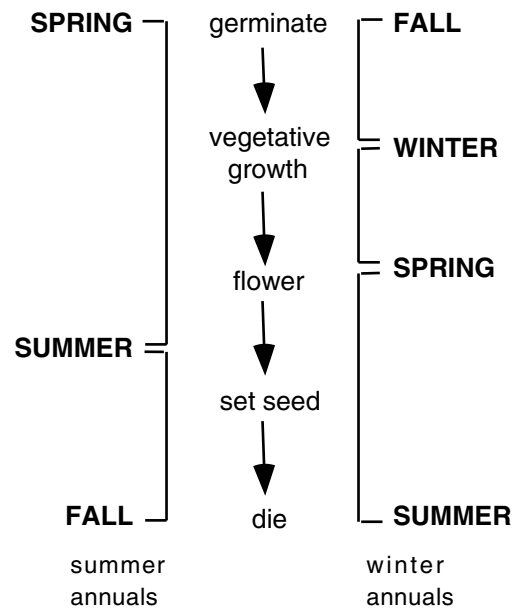 SPRING germinate FALL
vegetative
growth
WINTER
flower
SPRING
SUMMER
set seed
FALL die SUMMER
summer winter
annuals annuals